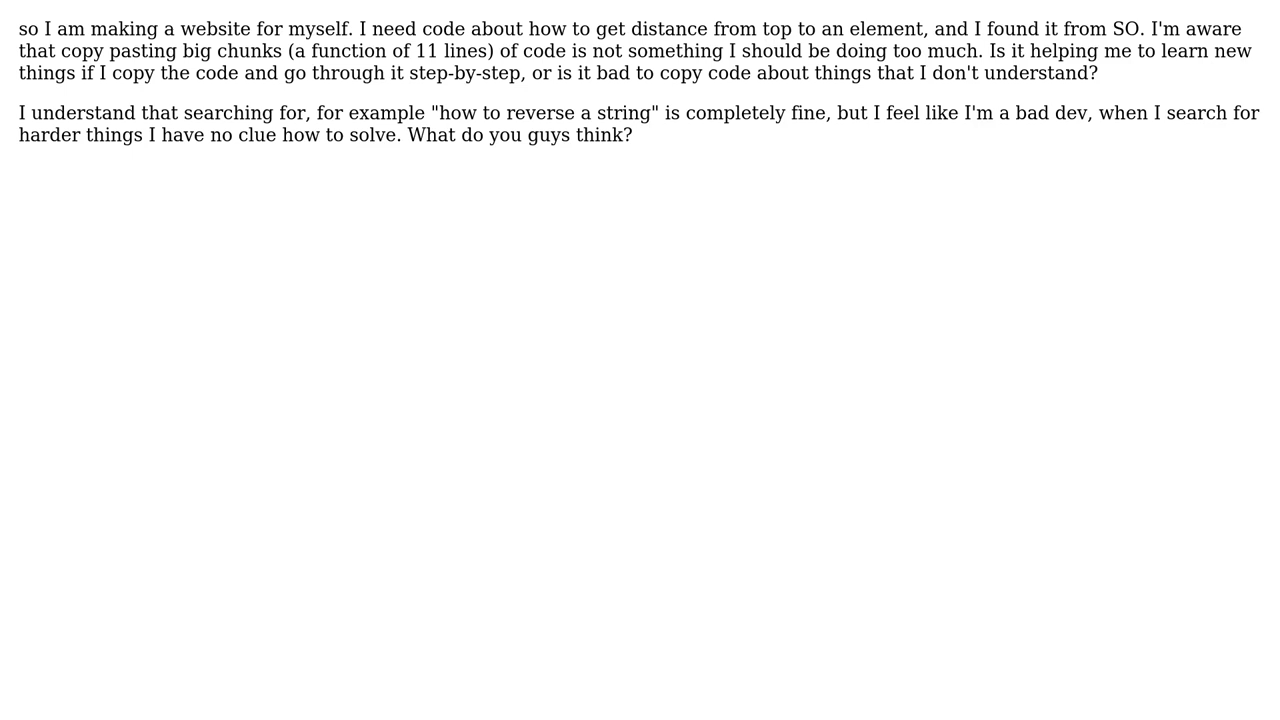 so I am making a website for myself. I need code about how to get distance from top to an element, and I found it from SO. I'm aware
that copy pasting big chunks (a function of 11 lines) of code is not something I should be doing too much. Is it helping me to learn new
things if I copy the code and go through it step-by-step, or is it bad to copy code about things that I don't understand?
I understand that searching for, for example "how to reverse a string" is completely fine, but I feel like I'm a bad dev, when I search for
harder things I have no clue how to solve. What do you guys think?